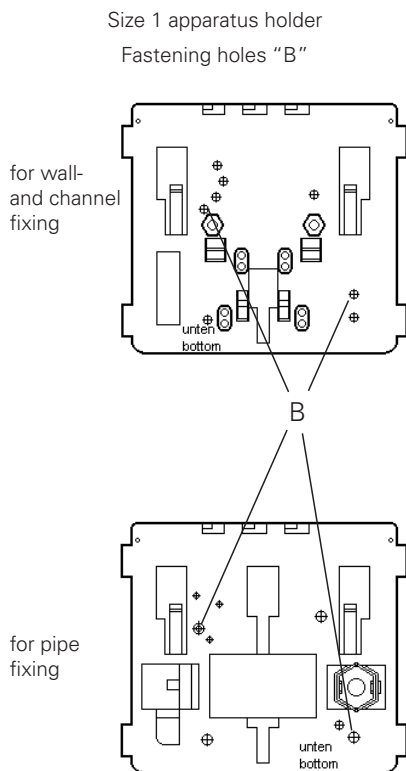 Size 1 apparatus holder
Fastening holes “B”
for wall-
and channel
fixing
unten
bottom
B
for pipe
fixing
unten
bottom